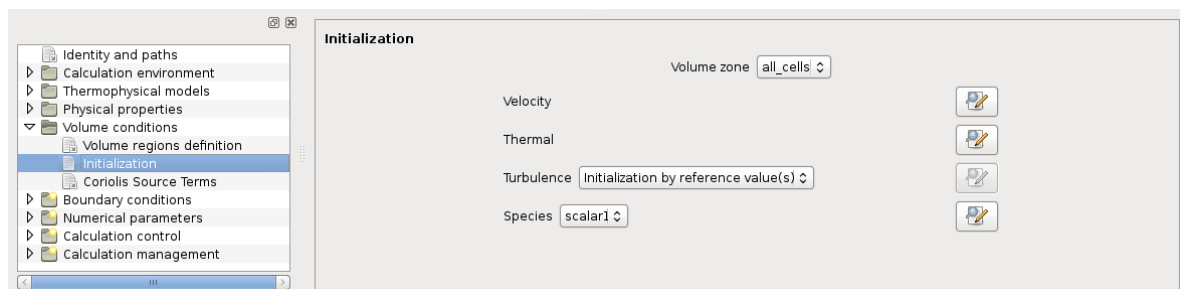 Identity and paths
Calculation environment
Thermophysical models
Physical properties
Volume conditions
Volume regions definition
Initialization
Coriolis Source Terms
Boundary conditions
Numerical parameters
Calculation control
Calculation management
Initialization
Volume zone all_cells
Velocity
Thermal
Turbulence Initialization by reference value(s)
Species scalar1